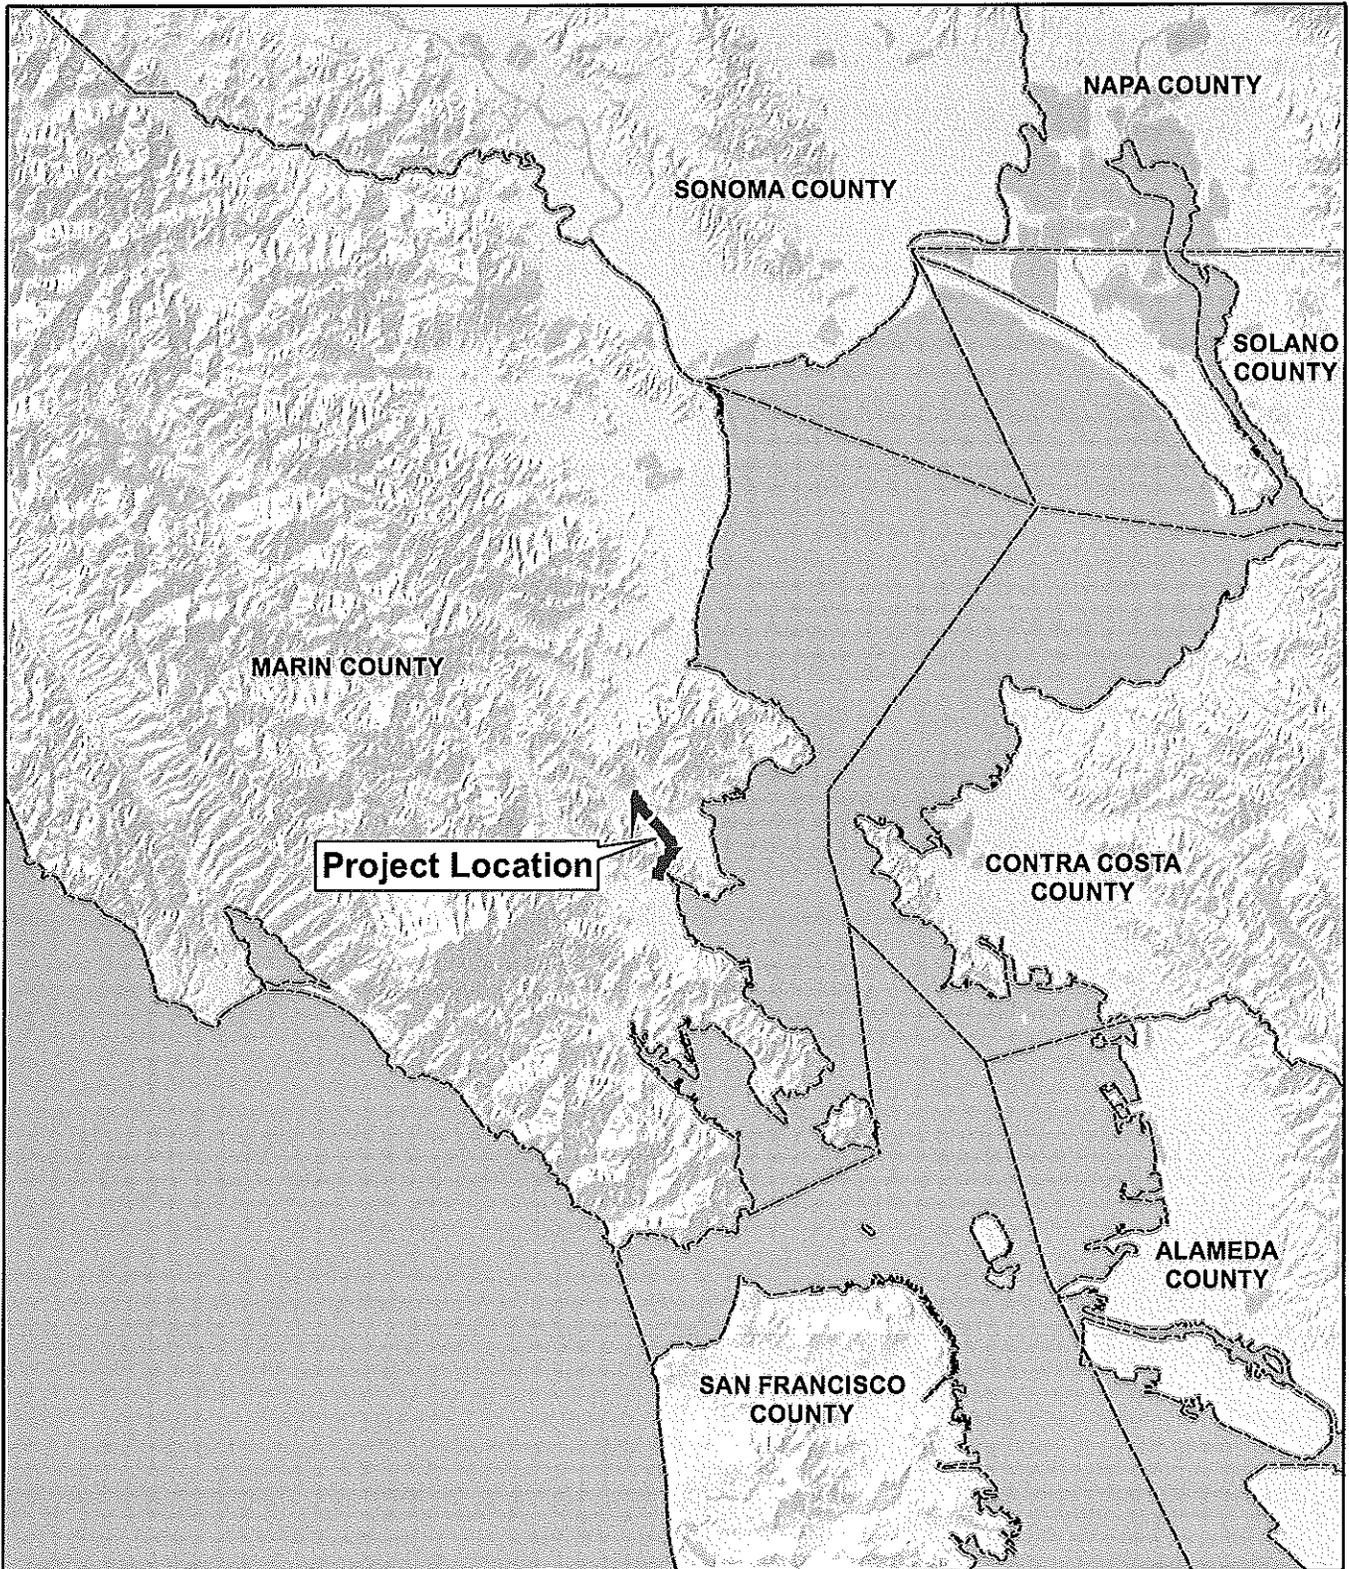 NAPA COUNTY
SONOMA COUNTY
SOLANO
COUNTY
MARIN COUNTY
Project Location
CONTRA COSTA
COUNTY
ALAMEDA
COUNTY
SAN FRANCISCO
COUNTY